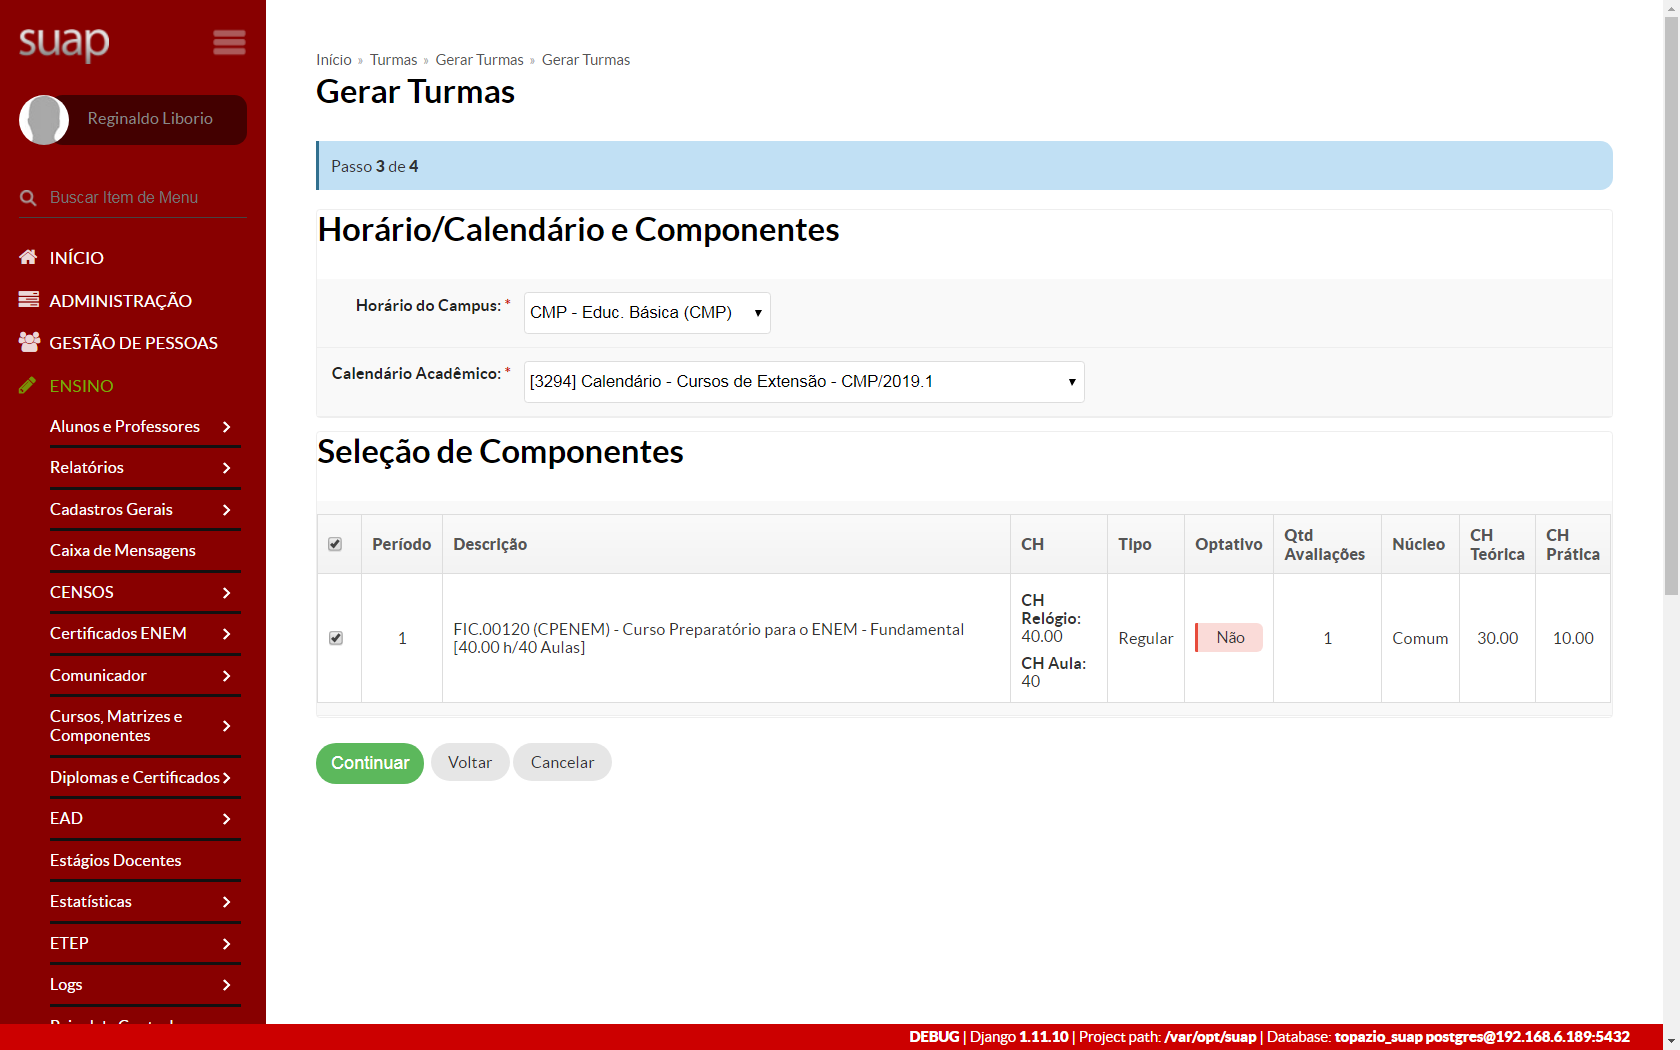 suap
Reginaldo Liborio
Buscar Item de Menu
INÍCIO
ADMINISTRAÇÃO
GESTÃO DE PESSOAS
ENSINO
Alunos e Professores
Relatórios
Cadastros Gerais
Caixa de Mensagens
CENSOS
Certificados ENEM
Comunicador
Cursos, Matrizes e
Componentes
Diplomas e Certificados
EAD
Estágios Docentes
Estatísticas
ETEP
Logs
Início » Turmas » Gerar Turmas » Gerar Turmas
Gerar Turmas
Passo 3 de 4
Horário/Calendário e Componentes
Horário do Campus: * CMP - Educ. Básica (CMP)
Calendário Acadêmico: * [3294] Calendário - Cursos de Extensão - CMP/2019.1
Seleção de Componentes
Período Descrição CH Tipo Optativo Qtd Avaliações Núcleo CH Teórica CH Prática
1
FIC.00120 (CPENEM) - Curso Preparatório para o ENEM - Fundamental
[40.00 h/40 Aulas]
CH
Relógio:
40.00
CH Aula:
40
Regular Não 1 Comum 30.00 10.00
Continuar Voltar Cancelar
DEBUG | Django 1.11.10 | Project path: /var/opt/suap | Database: topazio_suap postgres@192.168.6.189:5432